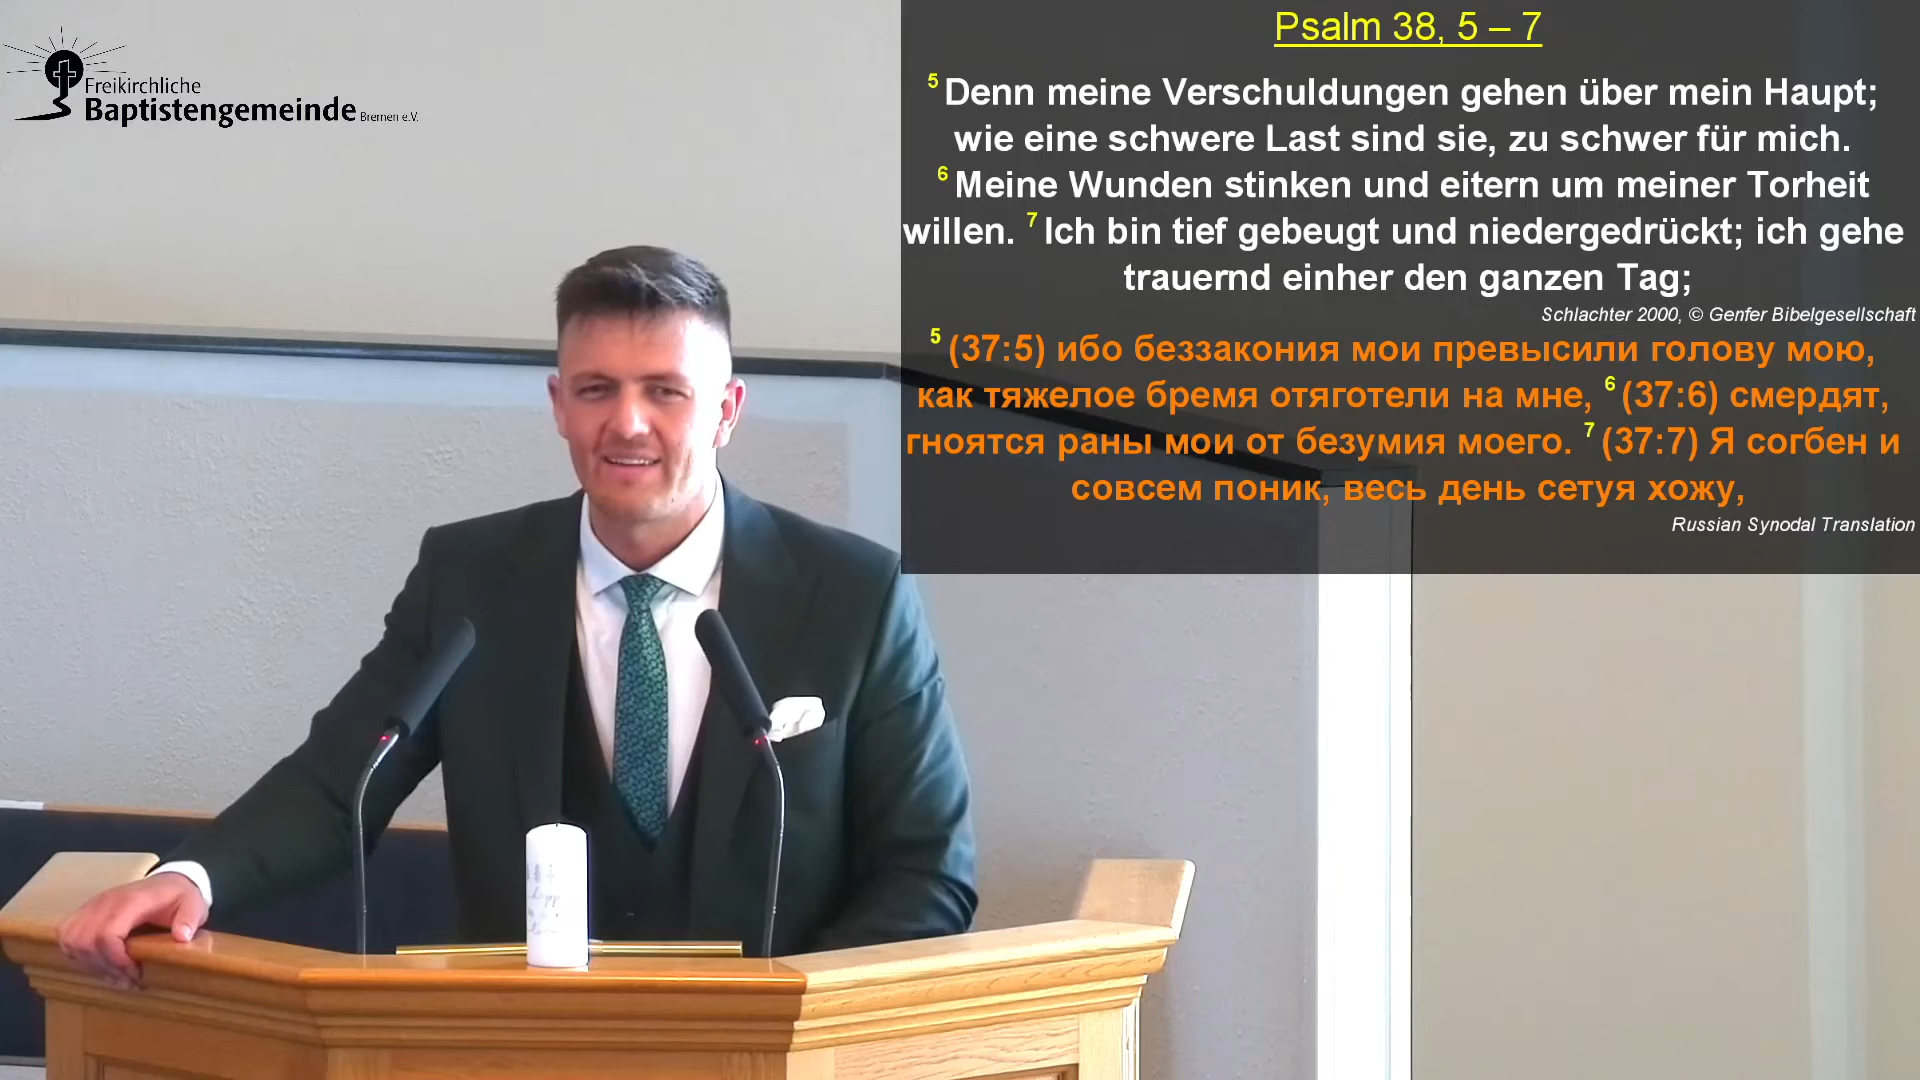 Freikirchliche
Baptistengemeinde Bremen e.V.
Psalm 38, 5 – 7
5 Denn meine Verschuldungen gehen über mein Haupt;
wie eine schwere Last sind sie, zu schwer für mich.
6 Meine Wunden stinken und eitern um meiner Torheit
willen. 7 Ich bin tief gebeugt und niedergedrückt; ich gehe
trauernd einher den ganzen Tag;
Schlachter 2000, © Genfer Bibelgesellschaft
5 (37:5) ибо беззакония мои превысили голову мою,
как тяжелое бремя отяготели на мне, 6 (37:6) смердят,
гноятся раны мои от безумия моего. 7 (37:7) Я согбен и
совсем поник, весь день сетуя хожу,
Russian Synodal Translation